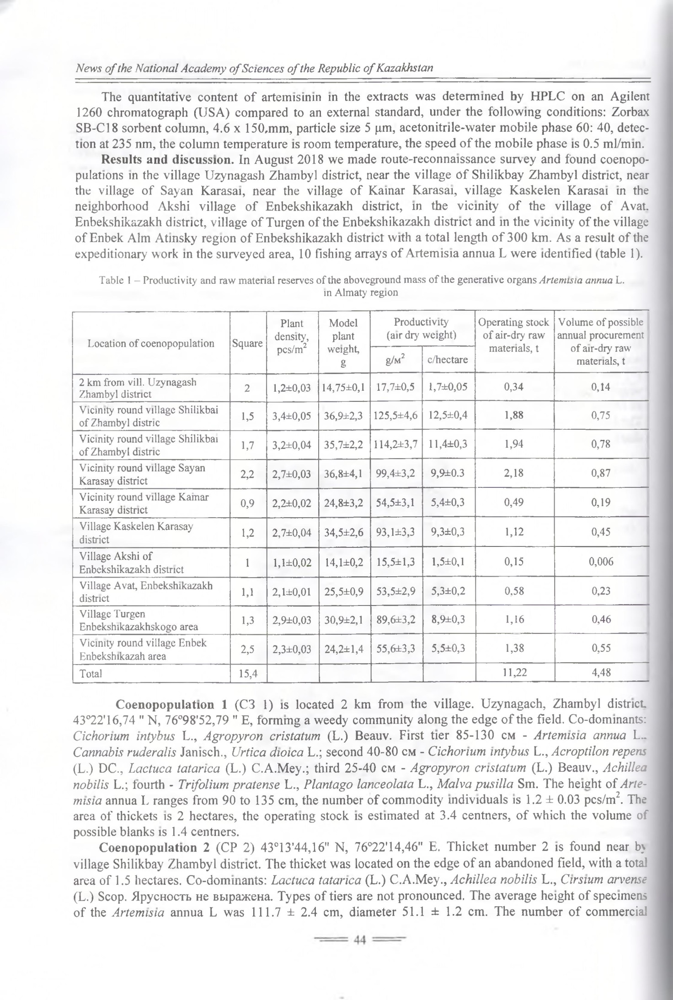 News of the National Academy of Sciences of the Republic of Kazakhstan
The quantitative content of artemisinin in the extracts was determined by HPLC on an Agilent
1260 chromatograph (USA) compared to an external standard, under the following conditions: Zorbax
SB-C18 sorbent column, 4.6 x 150,mm, particle size 5 µm, acetonitrile-water mobile phase 60: 40, detec-
tion at 235 nm, the column temperature is room temperature, the speed of the mobile phase is 0.5 ml/min.
Results and discussion. In August 2018 we made route-reconnaissance survey and found coenopo-
pulations in the village Uzynagash Zhambyl district, near the village of Shilikbay Zhambyl district, near
the village of Sayan Karasai, near the village of Kainar Karasai, village Kaskelen Karasai in the
neighborhood Akshi village of Enbekshikazakh district, in the vicinity of the village of Avat,
Enbekshikazakh district, village of Turgen of the Enbekshikazakh district and in the vicinity of the village
of Enbek Alm Atinsky region of Enbekshikazakh district with a total length of 300 km. As a result of the
expeditionary work in the surveyed area, 10 fishing arrays of Artemisia annua L were identified (table 1).
Table 1 – Productivity and raw material reserves of the aboveground mass of the generative organs Artemisia annua L.
in Almaty region
Location of coenopopulation
Square
Plant
density,
pcs/m²
Model
plant
weight,
g
Productivity
(air dry weight)
g/м²
c/hectare
Operating stock
of air-dry raw
materials, t
Volume of possible
annual procurement
of air-dry raw
materials, t
2 km from vill. Uzynagash
Zhambyl district
2 1,2±0,03 14,75±0,1 17,7±0,5 1,7±0,05 0,34 0,14
Vicinity round village Shilikbai
of Zhambyl distric
1,5 3,4±0,05 36,9±2,3 125,5±4,6 12,5±0,4 1,88 0,75
Vicinity round village Shilikbai
of Zhambyl distric
1,7 3,2±0,04 35,7±2,2 114,2±3,7 11,4±0,3 1,94 0,78
Vicinity round village Sayan
Karasay district
2,2 2,7±0,03 36,8±4,1 99,4±3,2 9,9±0.3 2,18 0,87
Vicinity round village Kainar
Karasay district
0,9 2,2±0,02 24,8±3,2 54,5±3,1 5,4±0,3 0,49 0,19
Village Kaskelen Karasay
district
1,2 2,7±0,04 34,5±2,6 93,1±3,3 9,3±0,3 1,12 0,45
Village Akshi of
Enbekshikazakh district
1 1,1±0,02 14,1±0,2 15,5±1,3 1,5±0,1 0,15 0,006
Village Avat, Enbekshikazakh
district
1,1 2,1±0,01 25,5±0,9 53,5±2,9 5,3±0,2 0,58 0,23
Village Turgen
Enbekshikazakhskogo area
1,3 2,9±0,03 30,9±2,1 89,6±3,2 8,9±0,3 1,16 0,46
Vicinity round village Enbek
Enbekshikazah area
2,5 2,3±0,03 24,2±1,4 55,6±3,3 5,5±0,3 1,38 0,55
Total 15,4 11,22 4,48
Coenopopulation 1 (C3 1) is located 2 km from the village. Uzynagach, Zhambyl district,
43°22'16,74 " N, 76°98'52,79 " E, forming a weedy community along the edge of the field. Co-dominants:
Cichorium intybus L., Agropyron cristatum (L.) Beauv. First tier 85-130 см - Artemisia annua L.,
Cannabis ruderalis Janisch., Urtica dioica L.; second 40-80 см - Cichorium intybus L., Acroptilon repens
(L.) DC., Lactuca tatarica (L.) C.A.Mey.; third 25-40 см - Agropyron cristatum (L.) Beauv., Achillea
nobilis L.; fourth - Trifolium pratense L., Plantago lanceolata L., Malva pusilla Sm. The height of Arte-
misia annua L ranges from 90 to 135 cm, the number of commodity individuals is 1.2 ± 0.03 pcs/m². The
area of thickets is 2 hectares, the operating stock is estimated at 3.4 centners, of which the volume of
possible blanks is 1.4 centners.
Coenopopulation 2 (CP 2) 43°13'44,16" N, 76°22'14,46" E. Thicket number 2 is found near by
village Shilikbay Zhambyl district. The thicket was located on the edge of an abandoned field, with a total
area of 1.5 hectares. Co-dominants: Lactuca tatarica (L.) C.A.Mey., Achillea nobilis L., Cirsium arvense
(L.) Scop. Ярусность не выражена. Types of tiers are not pronounced. The average height of specimens
of the Artemisia annua L was 111.7 ± 2.4 cm, diameter 51.1 ± 1.2 cm. The number of commercial
44